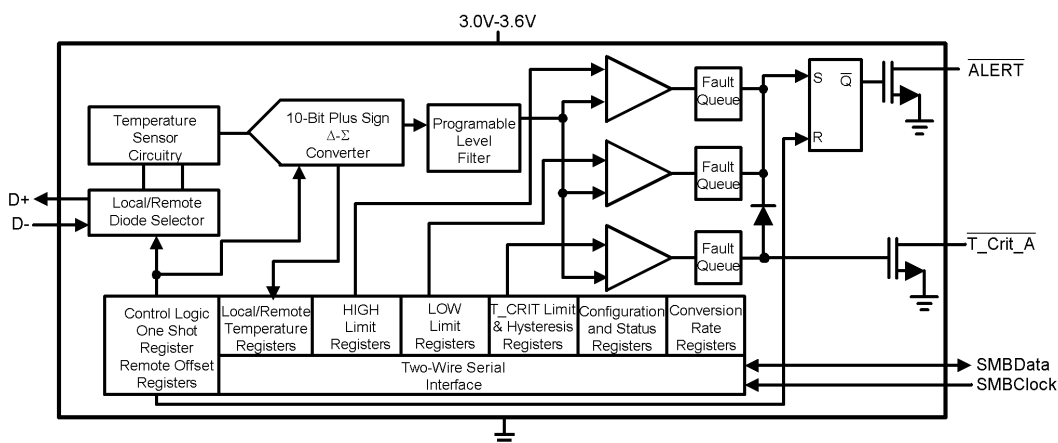 3.0V-3.6V
Temperature
Sensor
Circuitry
10-Bit Plus Sign
Δ-Σ
Converter
Programable
Level
Filter
Fault
Queue
S
Q
R
ALERT
D+
D-
Local/Remote
Diode Selector
Fault
Queue
Fault
Queue
T_Crit_A
Control Logic
One Shot
Register
Remote Offset
Registers
Local/Remote
Temperature
Registers
HIGH
Limit
Registers
LOW
Limit
Registers
T_CRIT Limit
& Hysteresis
Registers
Configuration
and Status
Registers
Conversion
Rate
Registers
Two-Wire Serial
Interface
SMBData
SMBClock